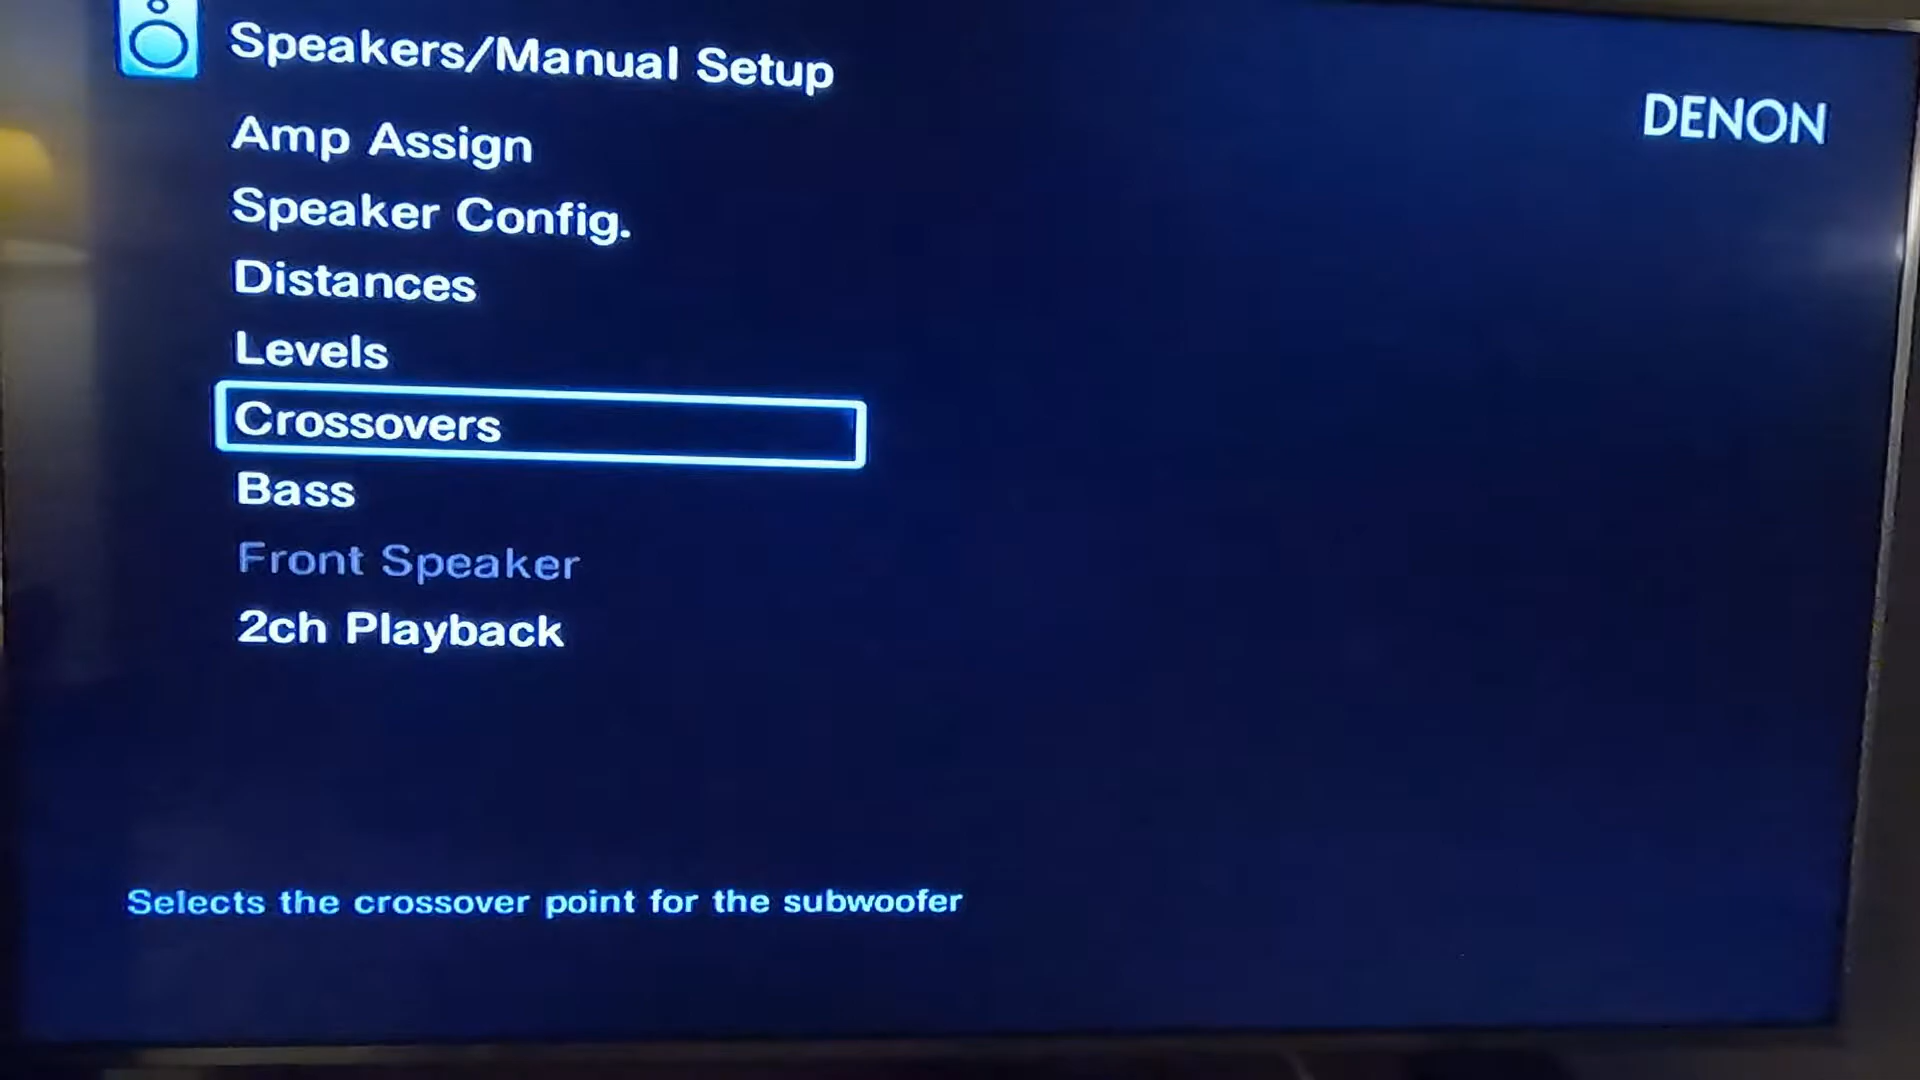 Speakers/Manual Setup
DENON
Amp Assign
Speaker Config.
Distances
Levels
Crossovers
Bass
Front Speaker
2ch Playback
Selects the crossover point for the subwoofer